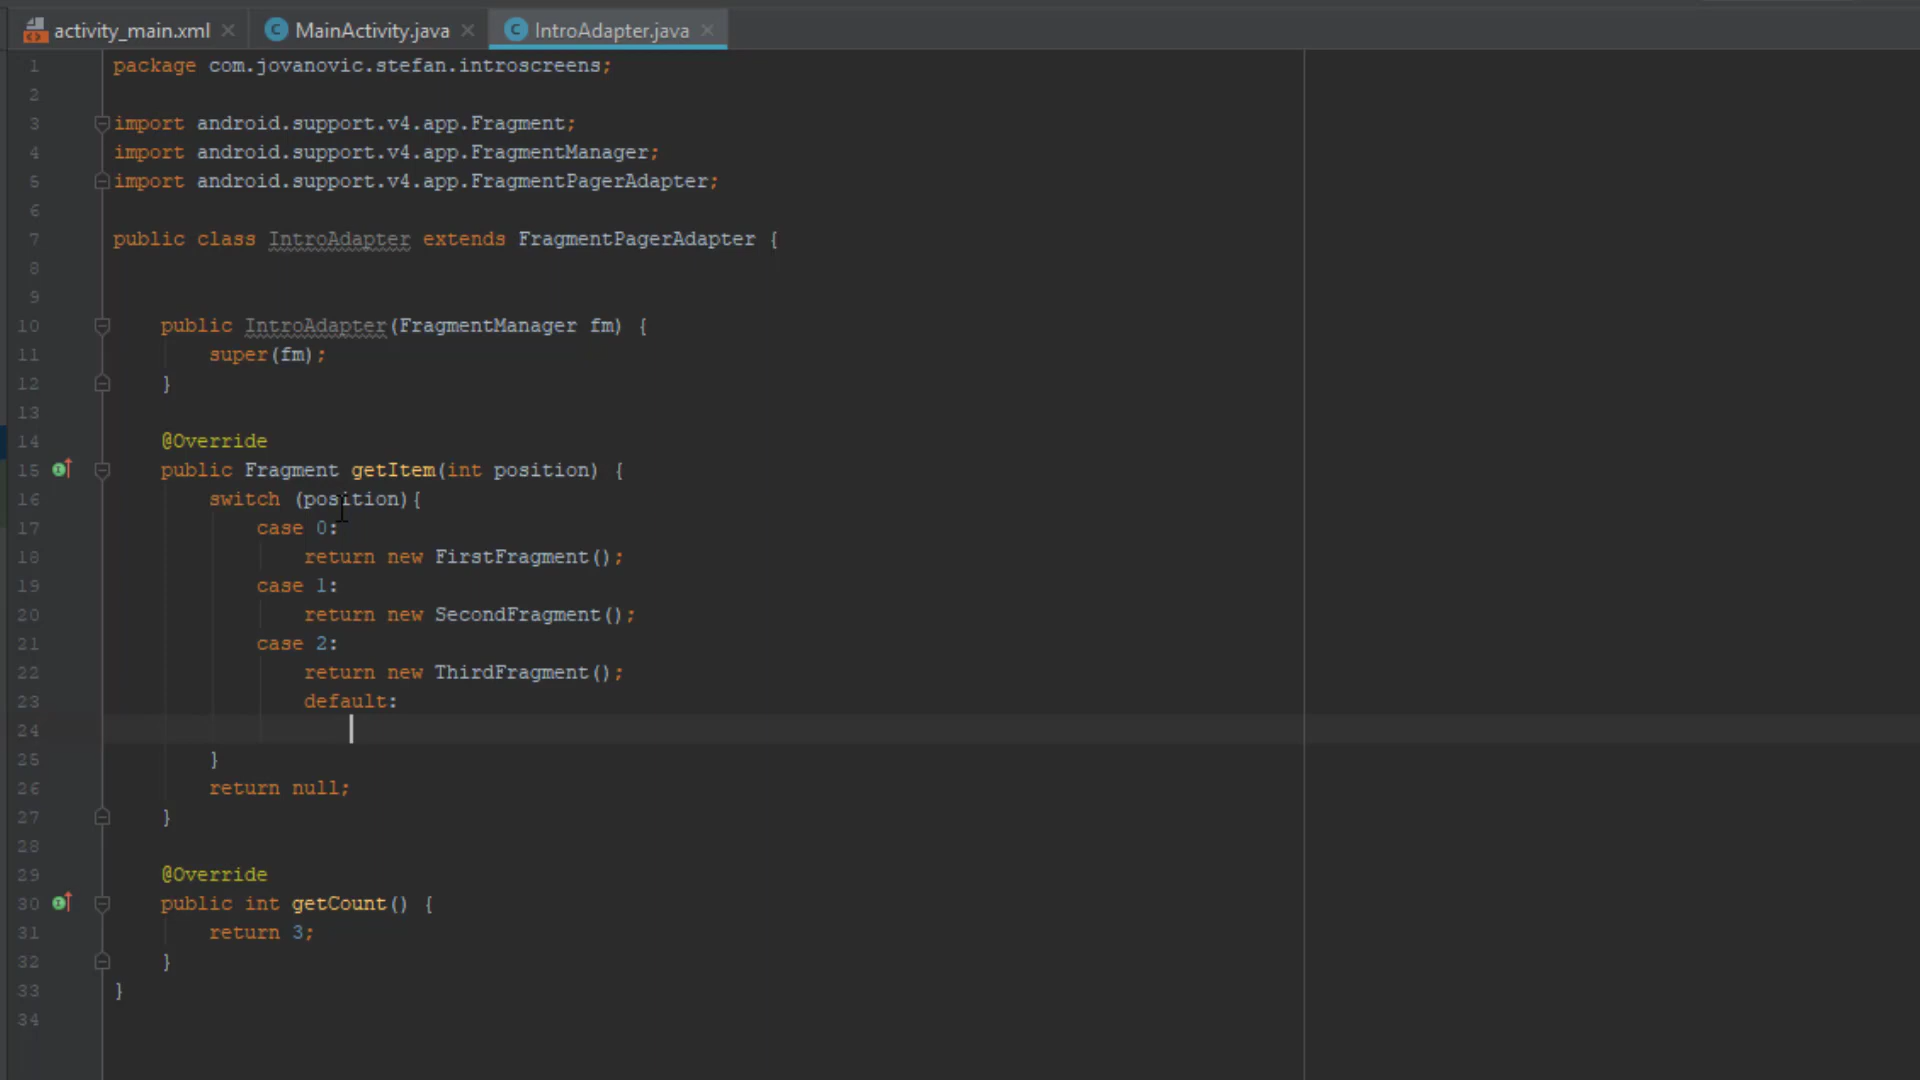 activity_main.xml MainActivity.java IntroAdapter.java
1 package com.jovanovic.stefan.introscreens;
2
3 import android.support.v4.app.Fragment;
4 import android.support.v4.app.FragmentManager;
5 import android.support.v4.app.FragmentPagerAdapter;
6
7 public class IntroAdapter extends FragmentPagerAdapter {
8
9
10 public IntroAdapter(FragmentManager fm) {
11 super(fm);
12 }
13
14 @Override
15 public Fragment getItem(int position) {
16 switch (position){
17 case 0:
18 return new FirstFragment();
19 case 1:
20 return new SecondFragment();
21 case 2:
22 return new ThirdFragment();
23 default:
24
25 }
26 return null;
27 }
28
29 @Override
30 public int getCount() {
31 return 3;
32 }
33 }
34